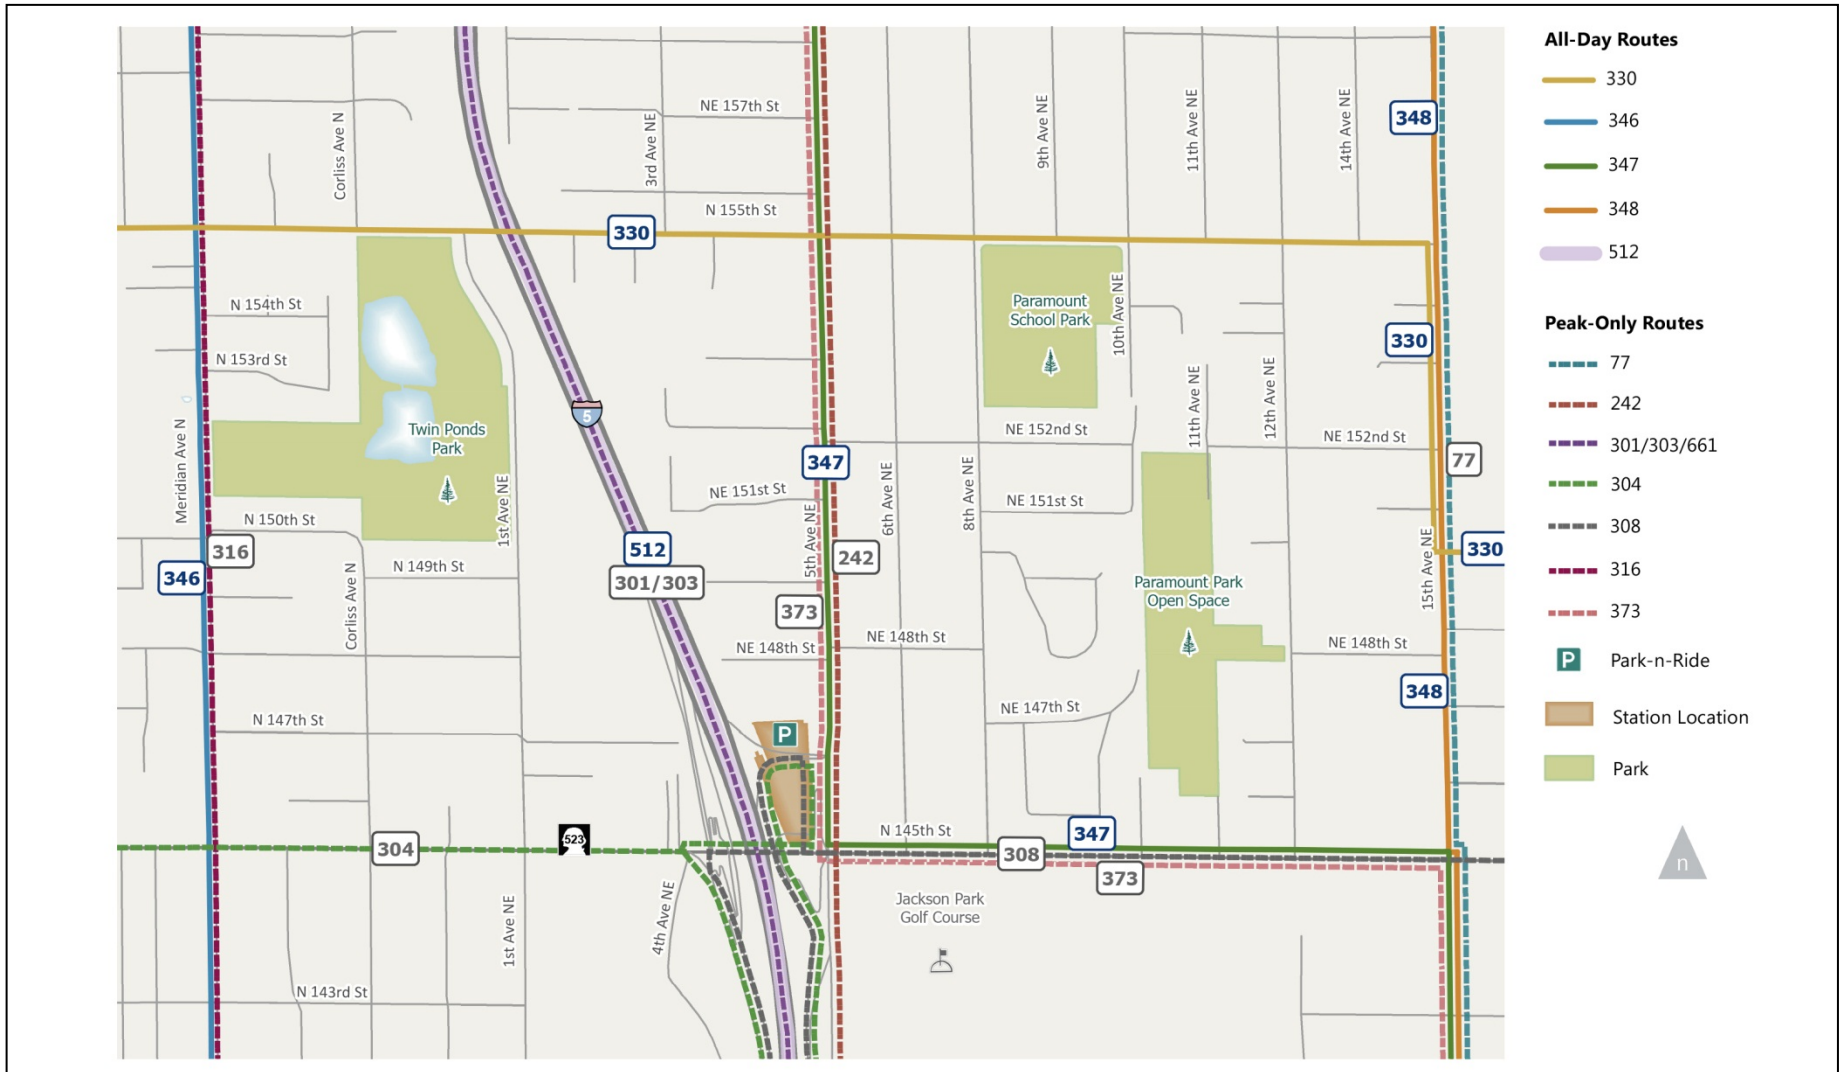 NE 157th St
Corliss Ave N
3rd Ave NE
N 155th St
9th Ave NE
11th Ave NE
14th Ave NE
348
330
N 154th St
N 153rd St
Twin Ponds
Park
Meridian Ave N
1st Ave NE
5
Paramount
School Park
10th Ave NE
330
11th Ave NE
12th Ave NE
NE 152nd St
NE 152nd St
347
77
NE 151st St
NE 151st St
5th Ave NE
6th Ave NE
8th Ave NE
N 150th St
316
346
N 149th St
Corliss Ave N
512
301/303
242
373
15th Ave NE
330
Paramount Park
Open Space
NE 148th St
NE 148th St
NE 148th St
348
N 147th St
NE 147th St
P
304
523
N 145th St
347
308
373
Jackson Park
Golf Course
4th Ave NE
1st Ave NE
N 143rd St
All-Day Routes
330
346
347
348
512
Peak-Only Routes
77
242
301/303/661
304
308
316
373
P Park-n-Ride
Station Location
Park
n